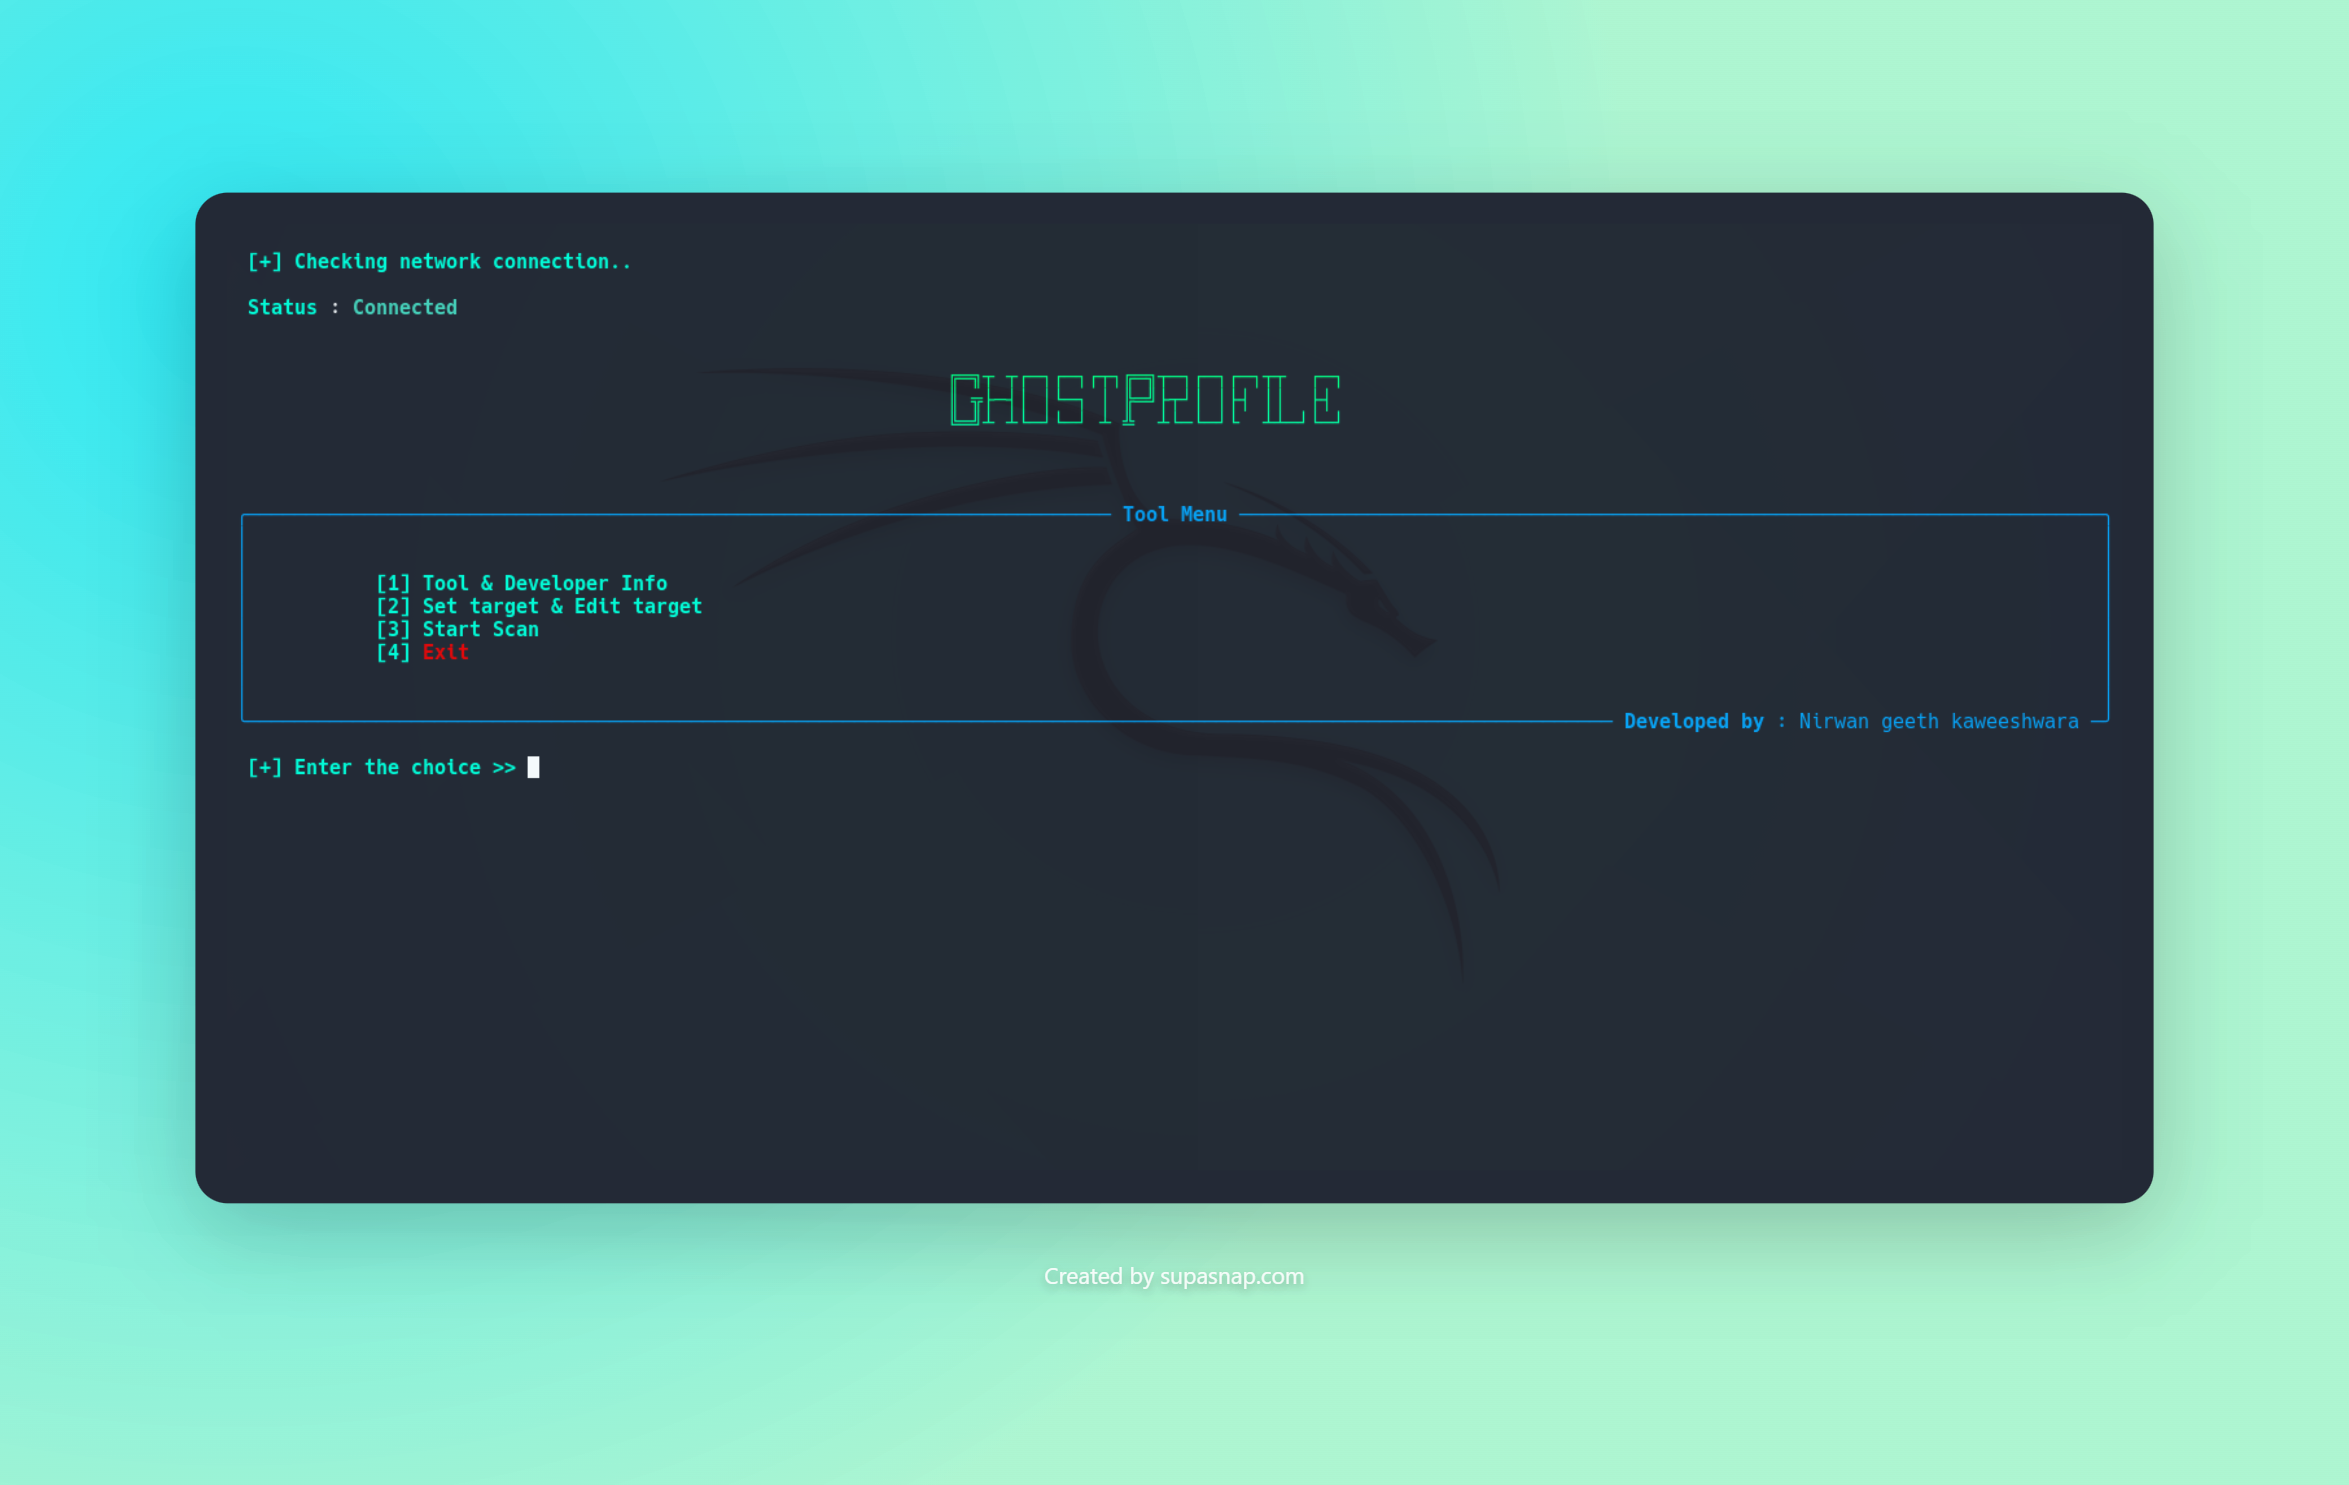 [+] Checking network connection..
Status : Connected
GHOSTPROFILE
Tool Menu
[1] Tool & Developer Info
[2] Set target & Edit target
[3] Start Scan
[4] Exit
Developed by : Nirwan geeth kaweeshwara
[+] Enter the choice >>
Created by supasnap.com